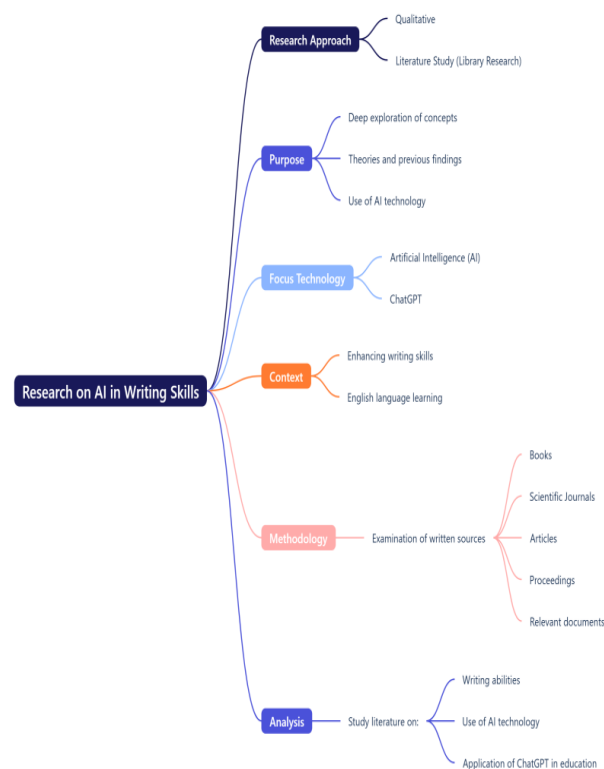 Research on AI in Writing Skills
Research Approach
Qualitative
Literature Study (Library Research)
Purpose
Deep exploration of concepts
Theories and previous findings
Use of AI technology
Focus Technology
Artificial Intelligence (AI)
ChatGPT
Context
Enhancing writing skills
English language learning
Methodology
Examination of written sources
Books
Scientific Journals
Articles
Proceedings
Relevant documents
Analysis
Study literature on:
Writing abilities
Use of AI technology
Application of ChatGPT in education